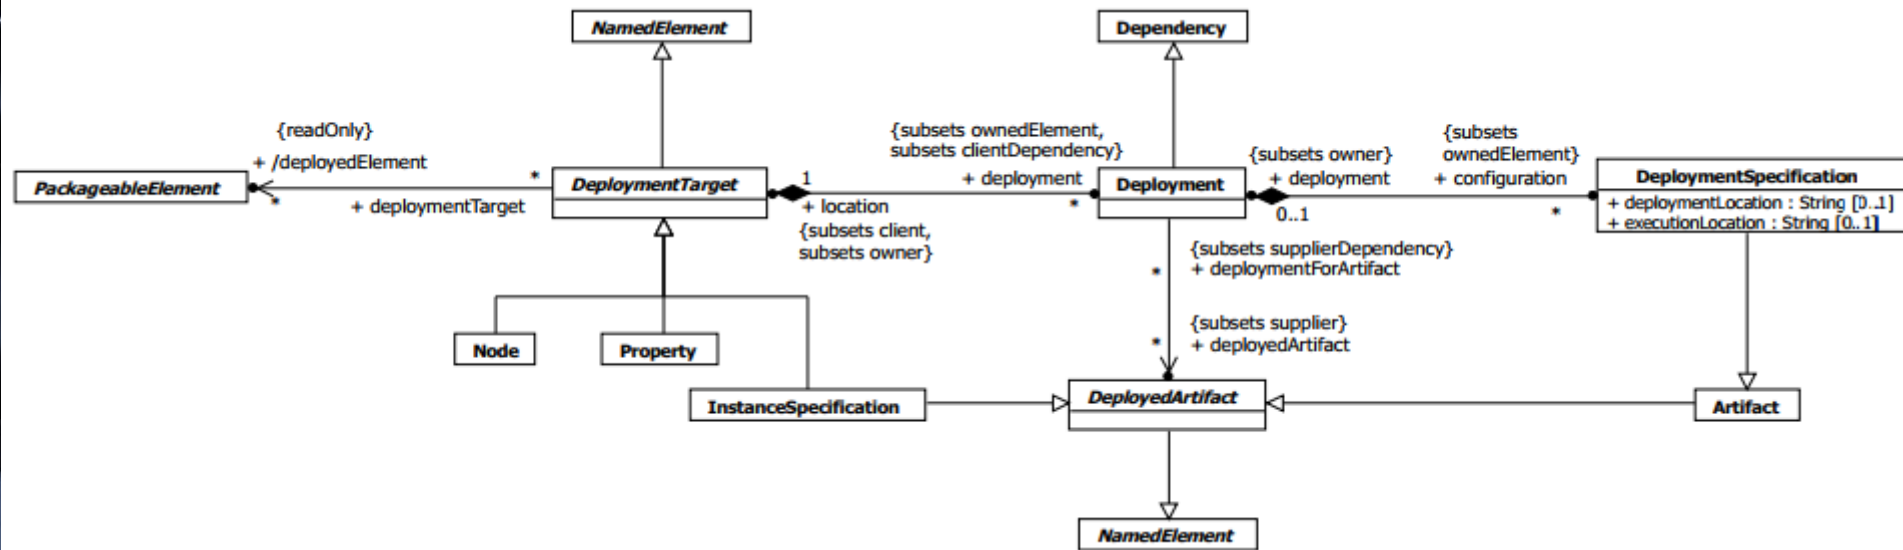 NamedElement
Dependency
{readOnly}
+ /deployedElement
*
PackageableElement
*
+ deploymentTarget
DeploymentTarget
1
+ location
{subsets client,
subsets owner}
{subsets ownedElement,
subsets clientDependency}
+ deployment
*
Deployment
{subsets owner}
+ deployment
0..1
{subsets
ownedElement}
+ configuration
*
DeploymentSpecification
+ deploymentLocation : String [0..1]
+ executionLocation : String [0..1]
{subsets supplierDependency}
* + deploymentForArtifact
{subsets supplier}
* + deployedArtifact
Node
Property
InstanceSpecification
DeployedArtifact
Artifact
NamedElement